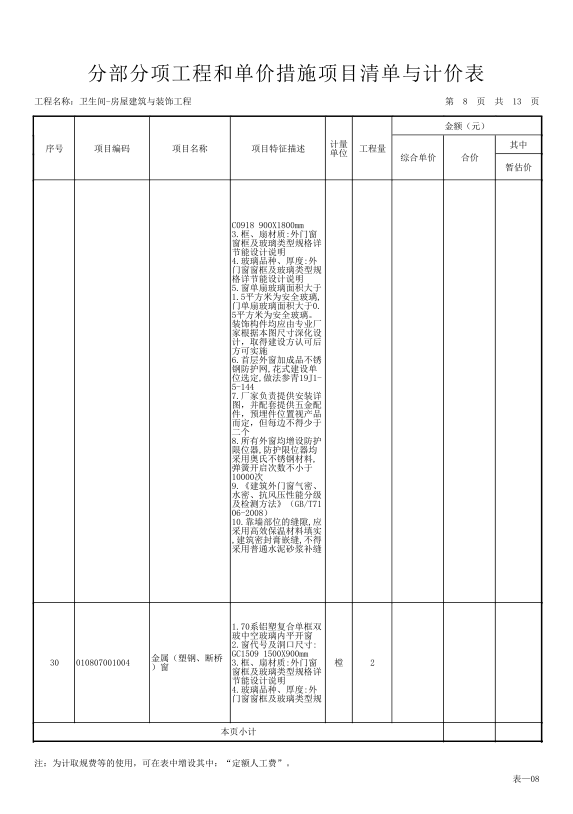 分部分项工程和单价措施项目清单与计价表
工程名称: 卫生间-房屋建筑与装饰工程
第 8 页 共 13 页
序号
项目编码
项目名称
项目特征描述
计量
单位
工程量
金额（元）
综合单价
合价
其中
暂估价
C0918 900X1800mm
3.框、扇材质:外门窗
窗框及玻璃类型规格详
节能设计说明
4.玻璃品种、厚度:外
门窗窗框及玻璃类型规
格详节能设计说明
5.窗单扇玻璃面积大于
1.5平方米为安全玻璃,
门单扇玻璃面积大于0.
5平方米为安全玻璃。
装饰构件均应由专业厂
家根据本图尺寸深化设
计，取得建设方认可后
方可实施
6.首层外窗加成品不锈
钢防护网,花式建设单
位选定,做法参青19J1-
5-144
7.厂家负责提供安装详
图，并配套提供五金配
件，预埋件位置视产品
而定，但每边不得少于
二个
8.所有外窗均增设防护
限位器,防护限位器均
采用奥氏不锈钢材料,
弹簧开启次数不小于
10000次
9.《建筑外门窗气密、
水密、抗风压性能分级
及检测方法》（GB/T71
06-2008）
10.靠墙部位的缝隙,应
采用高效保温材料填实
,建筑密封膏嵌缝,不得
采用普通水泥砂浆补缝
30
010807001004
金属（塑钢、断桥
）窗
1.70系铝塑复合单框双
玻中空玻璃内平开窗
2.窗代号及洞口尺寸:
GC1509 1500X900mm
3.框、扇材质:外门窗
窗框及玻璃类型规格详
节能设计说明
4.玻璃品种、厚度:外
门窗窗框及玻璃类型规
樘
2
本页小计
注：为计取规费等的使用，可在表中增设其中：“定额人工费”。
表—08